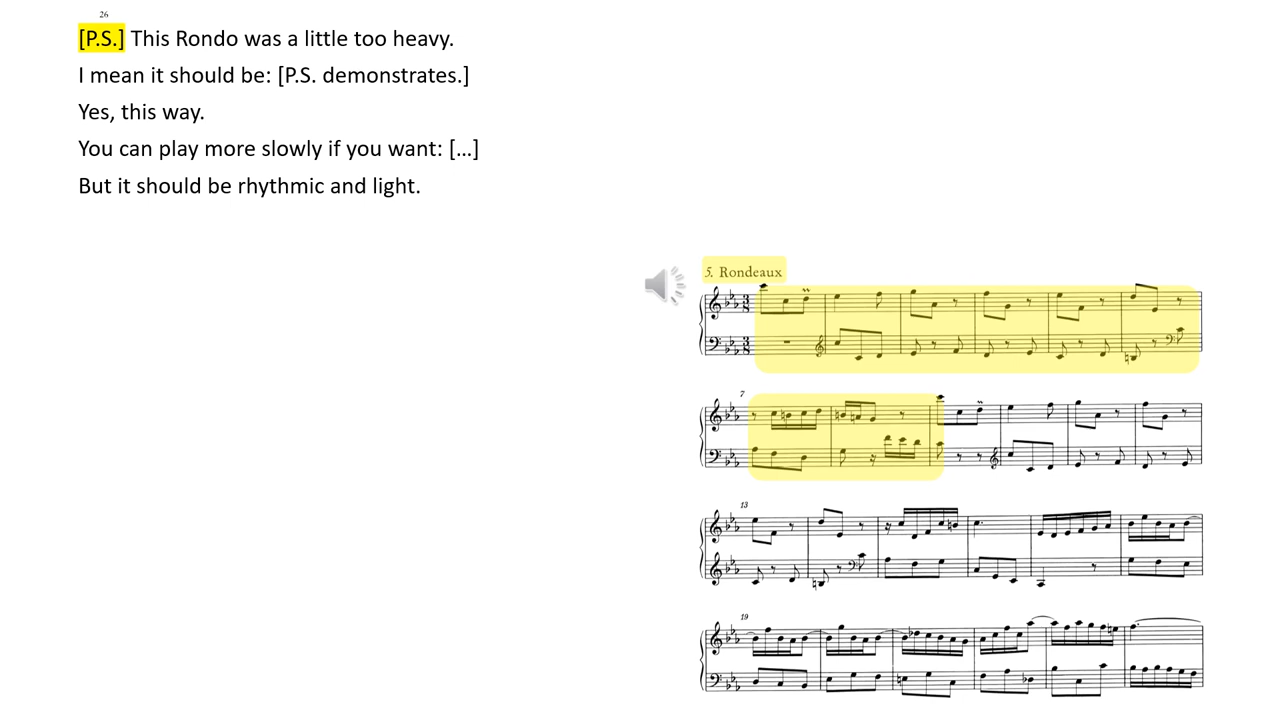 26
[P.S.] This Rondo was a little too heavy.
I mean it should be: [P.S. demonstrates.]
Yes, this way.
You can play more slowly if you want: […]
But it should be rhythmic and light.
5. Rondeaux
7
13
19